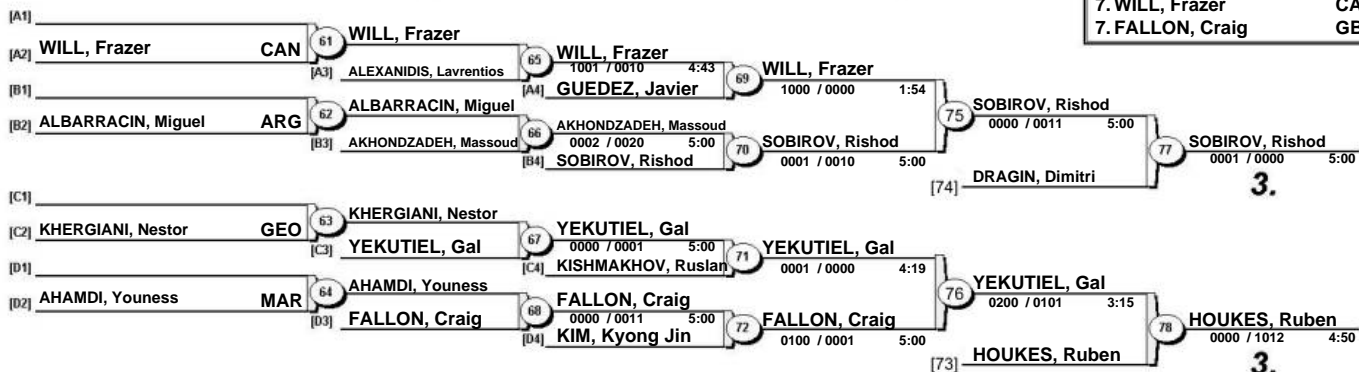 7. WILL, Frazer CA
7. FALLON, Craig GE
[A1]
[A2] WILL, Frazer CAN
61
WILL, Frazer
[A3] ALEXANIDIS, Lavrentios
65
WILL, Frazer
1001 / 0010 4:43
[A4] GUEDEZ, Javier
69
WILL, Frazer
1000 / 0000 1:54
[B1]
[B2] ALBARRACIN, Miguel ARG
62
ALBARRACIN, Miguel
[B3] AKHONDZADEH, Massoud
66
AKHONDZADEH, Massoud
0002 / 0020 5:00
[B4] SOBIROV, Rishod
70
SOBIROV, Rishod
0001 / 0010 5:00
75
SOBIROV, Rishod
0000 / 0011 5:00
[74] DRAGIN, Dimitri
77
SOBIROV, Rishod
0001 / 0000 5:00
3.
[C1]
[C2] KHERGIANI, Nestor GEO
63
KHERGIANI, Nestor
[C3] YEKUTIEL, Gal
67
YEKUTIEL, Gal
0000 / 0001 5:00
[C4] KISHMAKHOV, Ruslan
71
YEKUTIEL, Gal
0001 / 0000 4:19
[D1]
[D2] AHAMDI, Youness MAR
64
AHAMDI, Youness
[D3] FALLON, Craig
68
FALLON, Craig
0000 / 0011 5:00
[D4] KIM, Kyong Jin
72
FALLON, Craig
0100 / 0001 5:00
76
YEKUTIEL, Gal
0200 / 0101 3:15
[73] HOUKES, Ruben
78
HOUKES, Ruben
0000 / 1012 4:50
3.